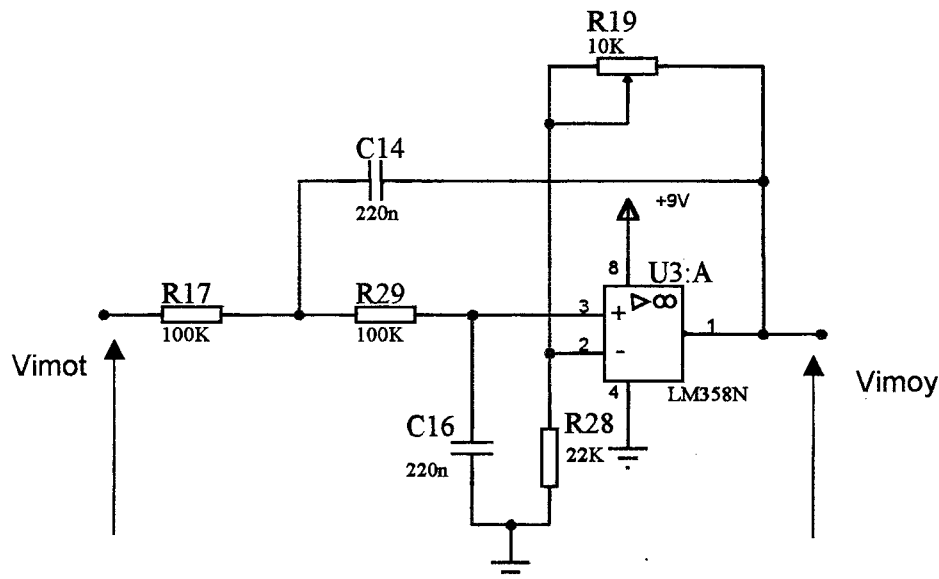 R19
10K
C14
220n
+9V
8
U3:A
R17
100K
R29
100K
3
+
▷∞
1
2
-
4
LM358N
Vimot
Vimoy
C16
220n
R28
22K